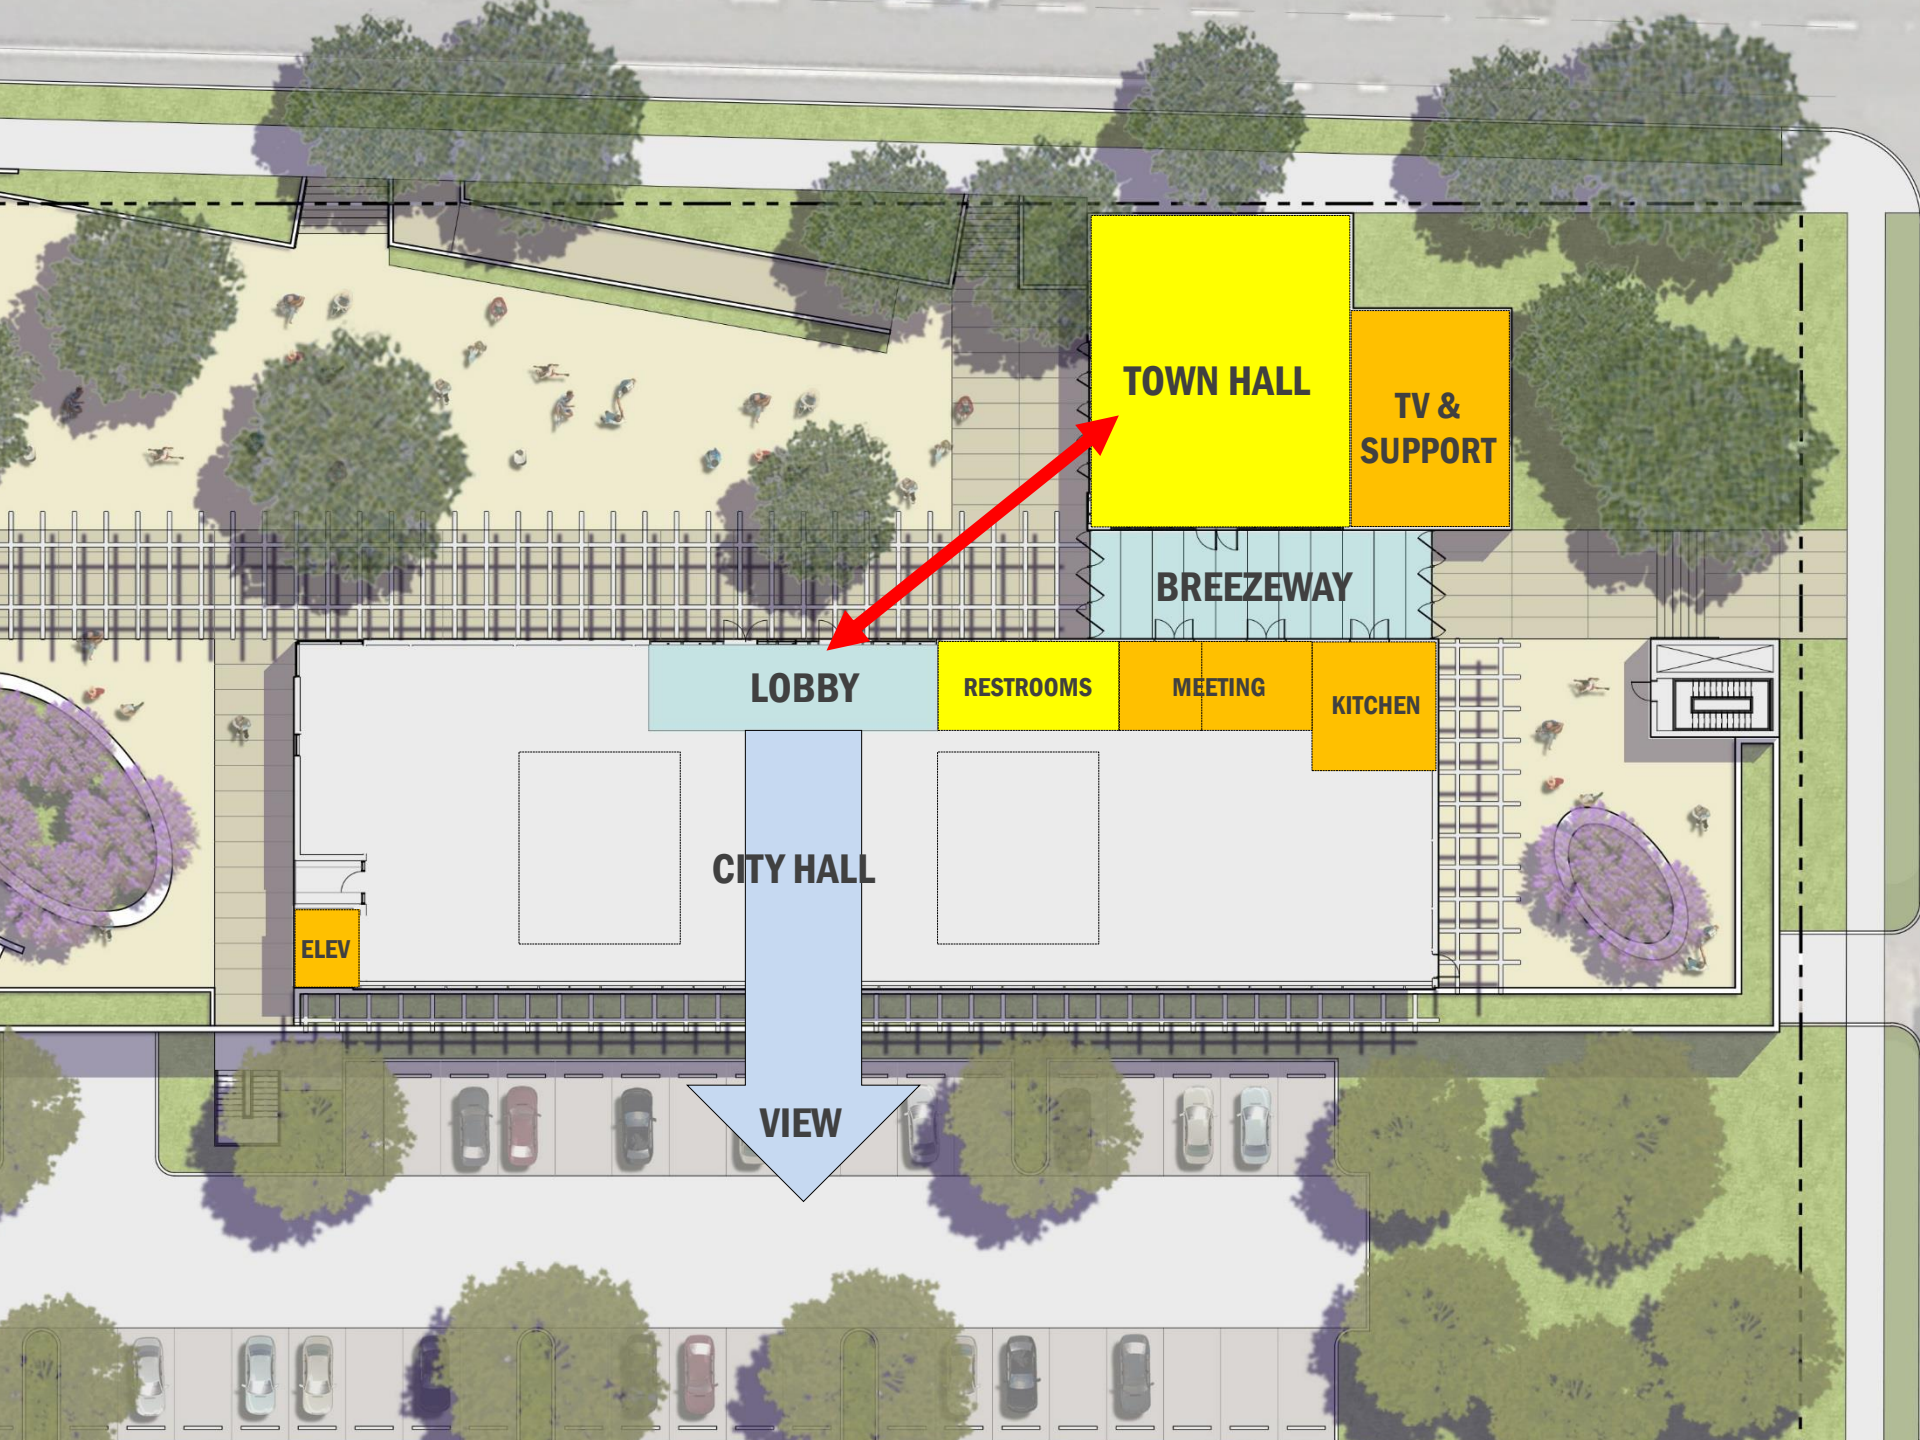 TOWN HALL
TV &
SUPPORT
BREEZEWAY
LOBBY
RESTROOMS
MEETING
KITCHEN
CITY HALL
ELEV
VIEW